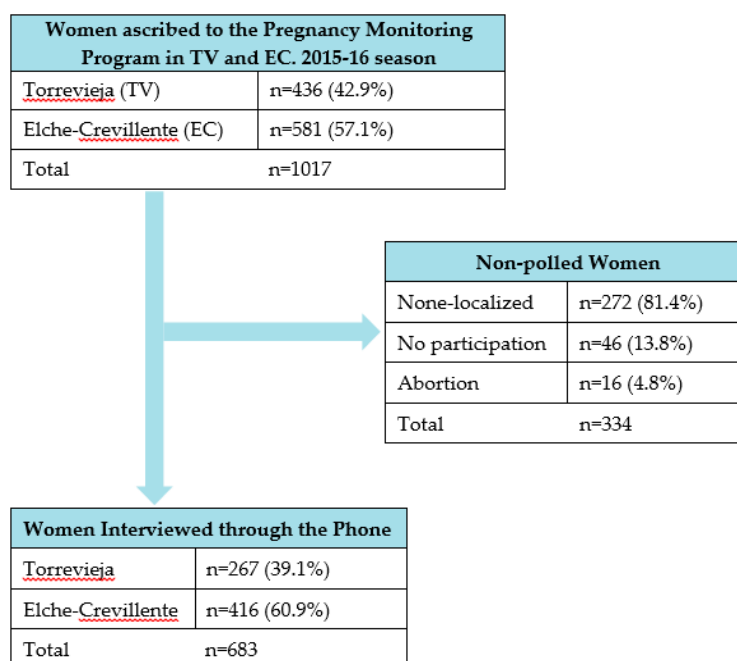 Women ascribed to the Pregnancy Monitoring
Program in TV and EC. 2015-16 season
Torrevieja (TV) n=436 (42.9%)
Elche-Crevillente (EC) n=581 (57.1%)
Total n=1017
Non-polled Women
None-localized n=272 (81.4%)
No participation n=46 (13.8%)
Abortion n=16 (4.8%)
Total n=334
Women Interviewed through the Phone
Torrevieja n=267 (39.1%)
Elche-Crevillente n=416 (60.9%)
Total n=683